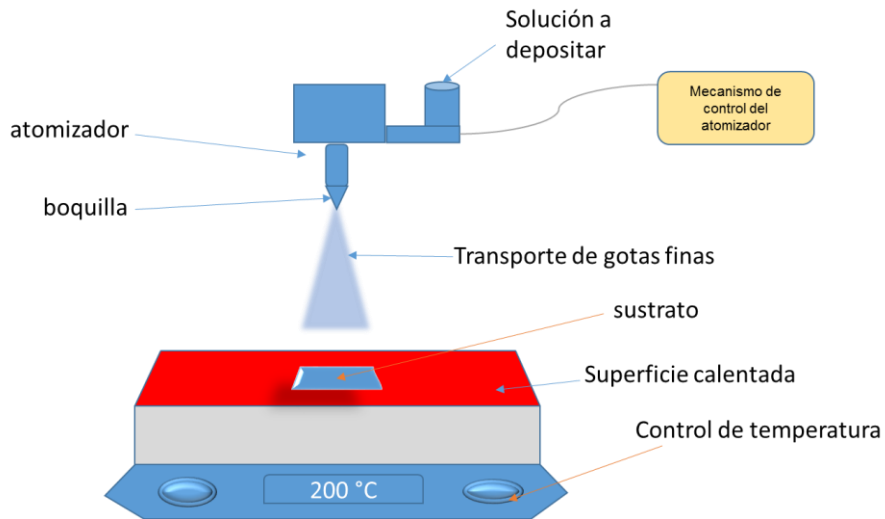 Solución a
depositar
Mecanismo de
control del
atomizador
atomizador
boquilla
Transporte de gotas finas
sustrato
Superficie calentada
Control de temperatura
200 °C